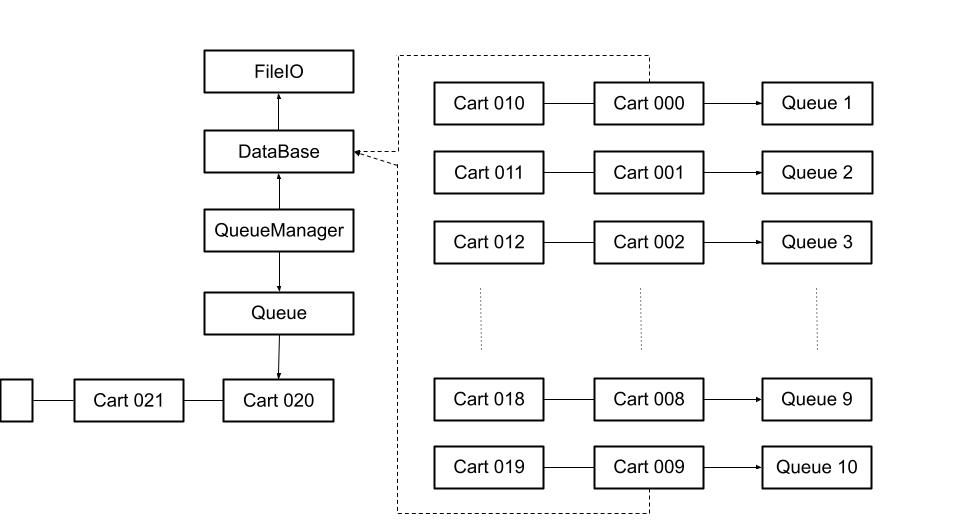 FileIO
DataBase
QueueManager
Queue
Cart 021
Cart 020
Cart 010
Cart 000
Queue 1
Cart 011
Cart 001
Queue 2
Cart 012
Cart 002
Queue 3
Cart 018
Cart 008
Queue 9
Cart 019
Cart 009
Queue 10